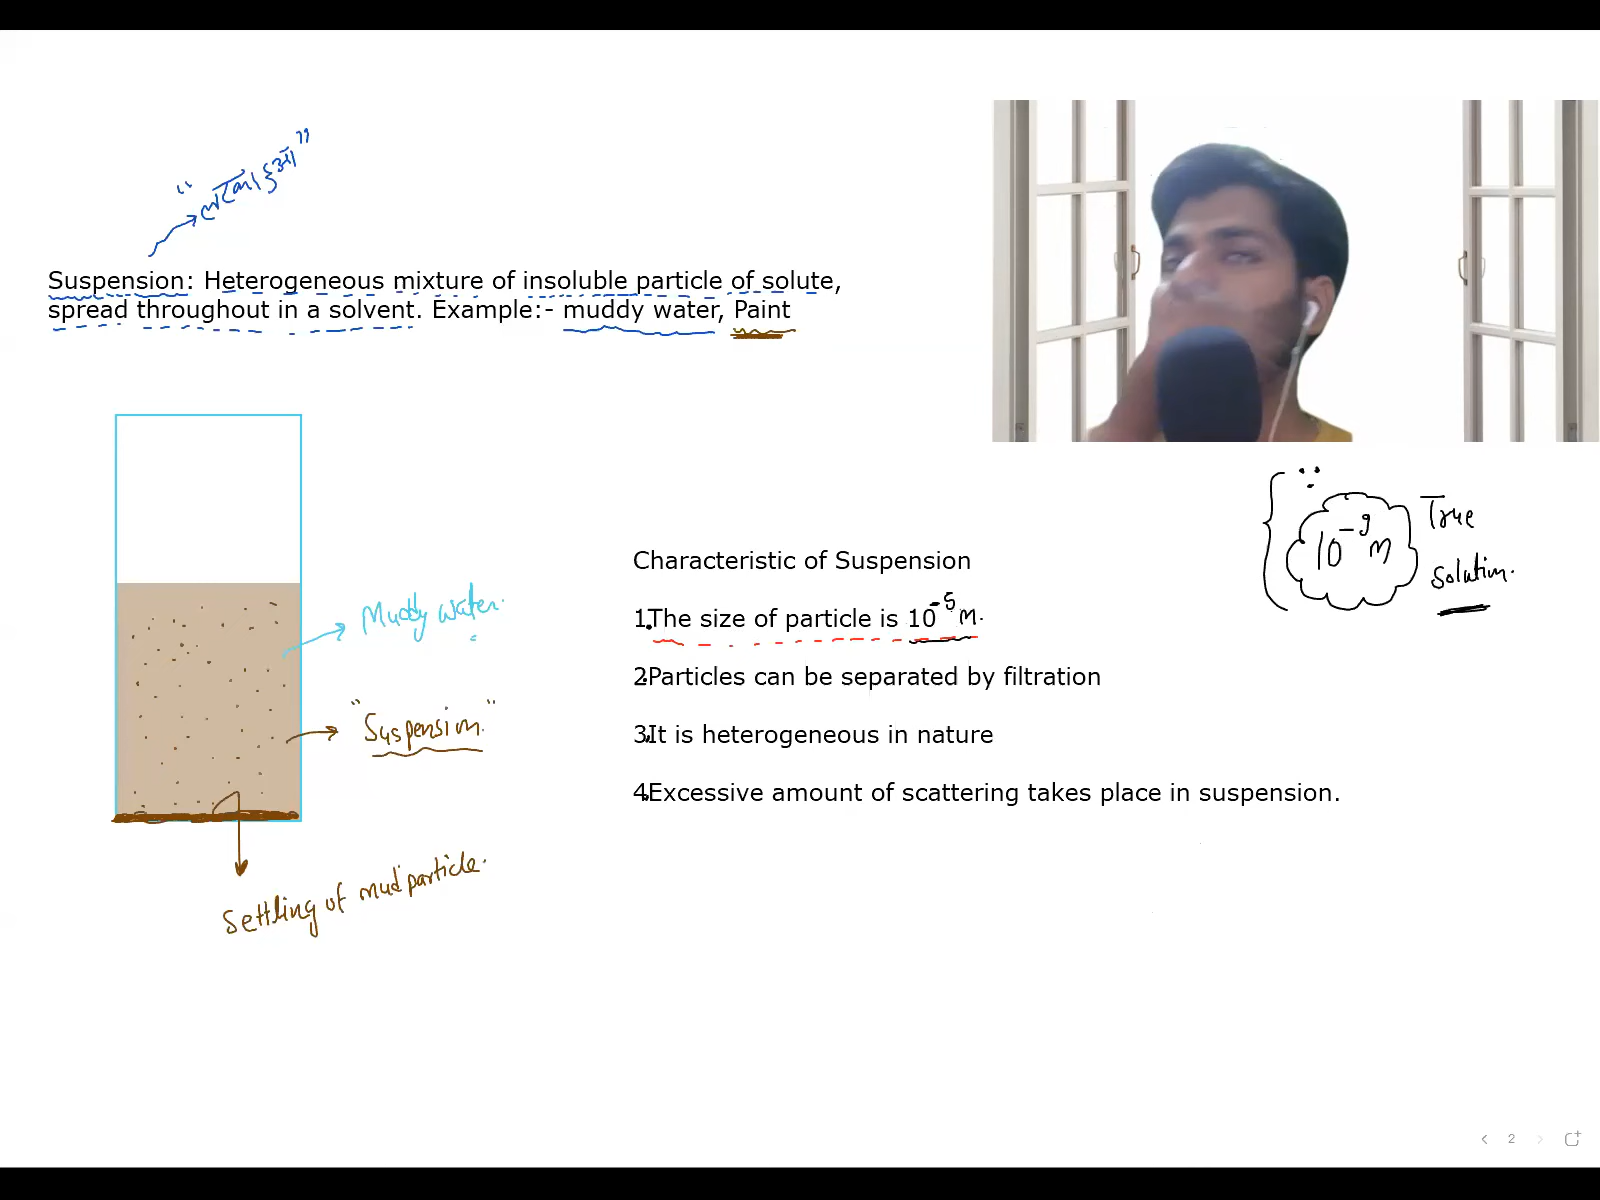 "लटका हुआ"
Suspension: Heterogeneous mixture of insoluble particle of solute,
spread throughout in a solvent. Example:- muddy water, Paint
10⁻⁹ m True
Solution.
Characteristic of Suspension
1.The size of particle is 10⁻⁵ m.
2.Particles can be separated by filtration
3.It is heterogeneous in nature
4.Excessive amount of scattering takes place in suspension.
Muddy water.
"Suspension."
Settling of mud particle.
2